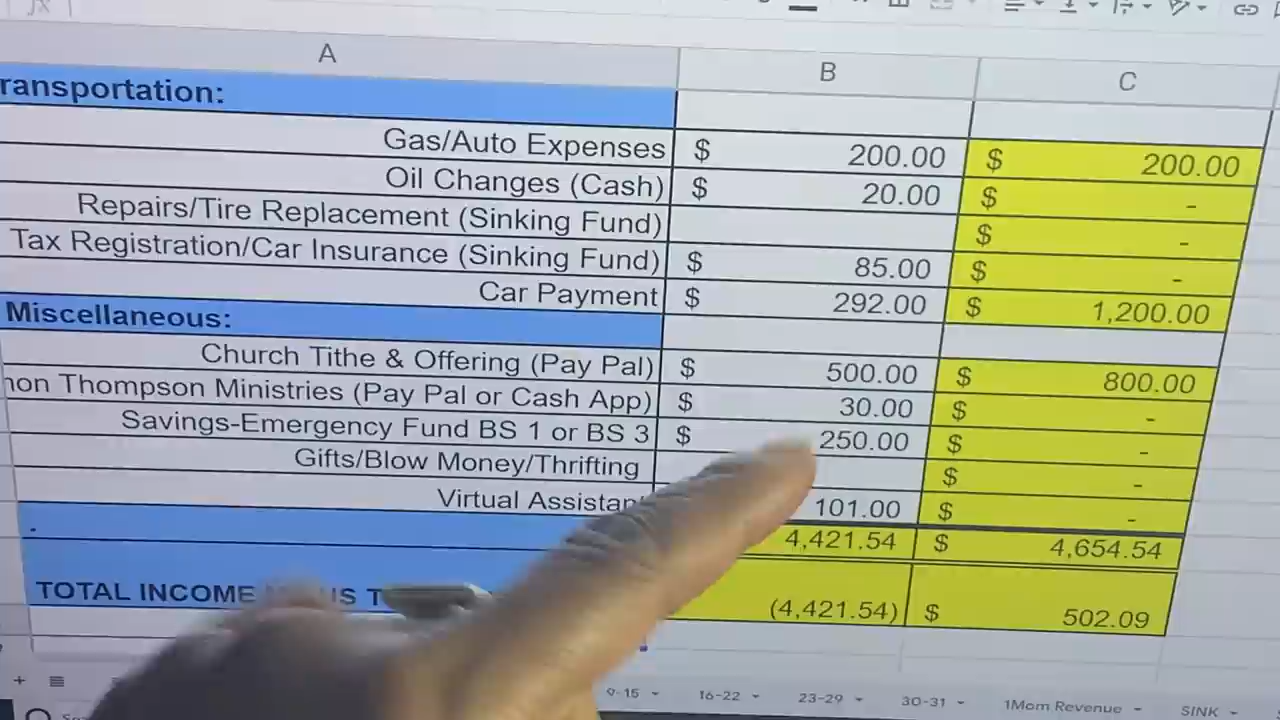 A B C
ransportation:
Gas/Auto Expenses $ 200.00 $ 200.00
Oil Changes (Cash) $ 20.00 $ -
Repairs/Tire Replacement (Sinking Fund) $ -
Tax Registration/Car Insurance (Sinking Fund) $ 85.00 $ -
Car Payment $ 292.00 $ 1,200.00
Miscellaneous:
Church Tithe & Offering (Pay Pal) $ 500.00 $ 800.00
non Thompson Ministries (Pay Pal or Cash App) $ 30.00 $ -
Savings-Emergency Fund BS 1 or BS 3 $ 250.00 $ -
Gifts/Blow Money/Thrifting $ -
Virtual Assistant 101.00 $ -
. 4,421.54 $ 4,654.54
TOTAL INCOME (4,421.54) $ 502.09
+ 9-15 16-22 23-29 30-31 1Mom Revenue SINK